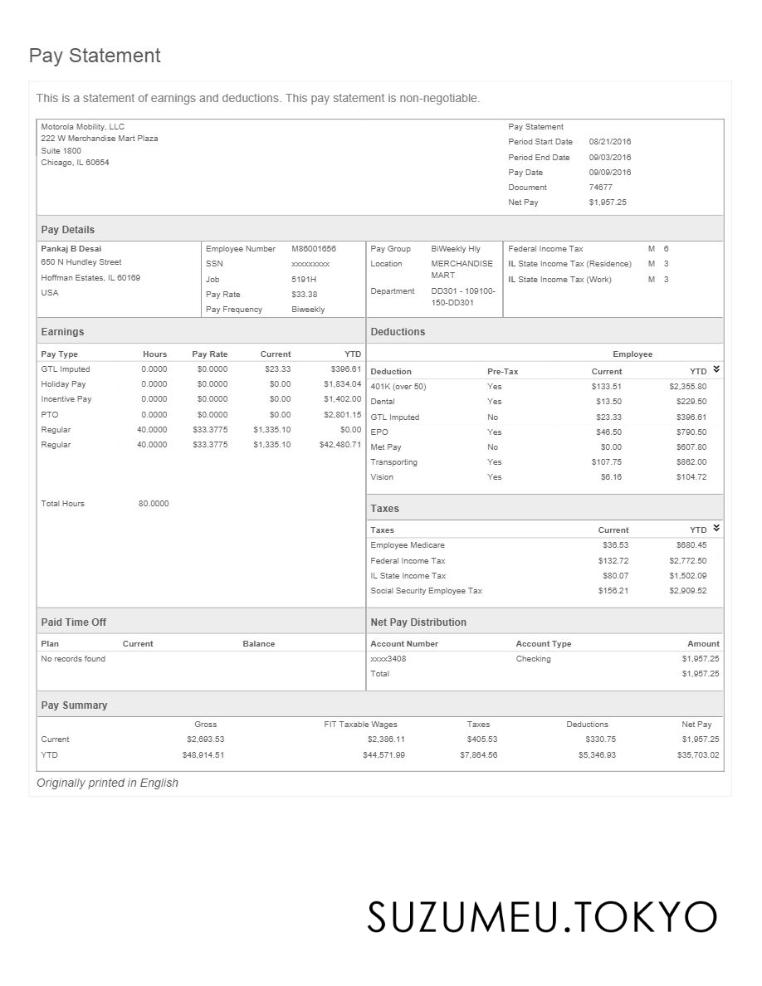 Pay Statement
This is a statement of earnings and deductions. This pay statement is non-negotiable.
Motorola Mobility, LLC
222 W Merchandise Mart Plaza
Suite 1800
Chicago, IL 60654
Pay Statement
Period Start Date 08/21/2016
Period End Date 09/03/2016
Pay Date 09/09/2016
Document 74677
Net Pay $1,957.25
Pay Details
Pankaj B Desai
650 N Hundley Street
Hoffman Estates, IL 60169
USA
Employee Number M86001656
SSN xxxxxxxxx
Job 5191H
Pay Rate $33.38
Pay Frequency Biweekly
Pay Group BiWeekly Hly
Location MERCHANDISE
MART
Department DD301 - 109100-
150-DD301
Federal Income Tax M 6
IL State Income Tax (Residence) M 3
IL State Income Tax (Work) M 3
Earnings
Pay Type Hours Pay Rate Current YTD
GTL Imputed 0.0000 $0.0000 $23.33 $396.61
Holiday Pay 0.0000 $0.0000 $0.00 $1,834.04
Incentive Pay 0.0000 $0.0000 $0.00 $1,402.00
PTO 0.0000 $0.0000 $0.00 $2,801.15
Regular 40.0000 $33.3775 $1,335.10 $0.00
Regular 40.0000 $33.3775 $1,335.10 $42,480.71
Total Hours 80.0000
Deductions
Employee
Deduction Pre-Tax Current YTD
401K (over 50) Yes $133.51 $2,355.80
Dental Yes $13.50 $229.50
GTL Imputed No $23.33 $396.61
EPO Yes $46.50 $790.50
Met Pay No $0.00 $607.80
Transporting Yes $107.75 $862.00
Vision Yes $6.16 $104.72
Taxes
Taxes Current YTD
Employee Medicare $36.53 $680.45
Federal Income Tax $132.72 $2,772.50
IL State Income Tax $80.07 $1,502.09
Social Security Employee Tax $156.21 $2,909.52
Paid Time Off
Plan Current Balance
No records found
Net Pay Distribution
Account Number Account Type Amount
xxxx3408 Checking $1,957.25
Total $1,957.25
Pay Summary
Gross FIT Taxable Wages Taxes Deductions Net Pay
Current $2,693.53 $2,386.11 $405.53 $330.75 $1,957.25
YTD $48,914.51 $44,571.99 $7,864.56 $5,346.93 $35,703.02
Originally printed in English
SUZUMEU.TOKYO